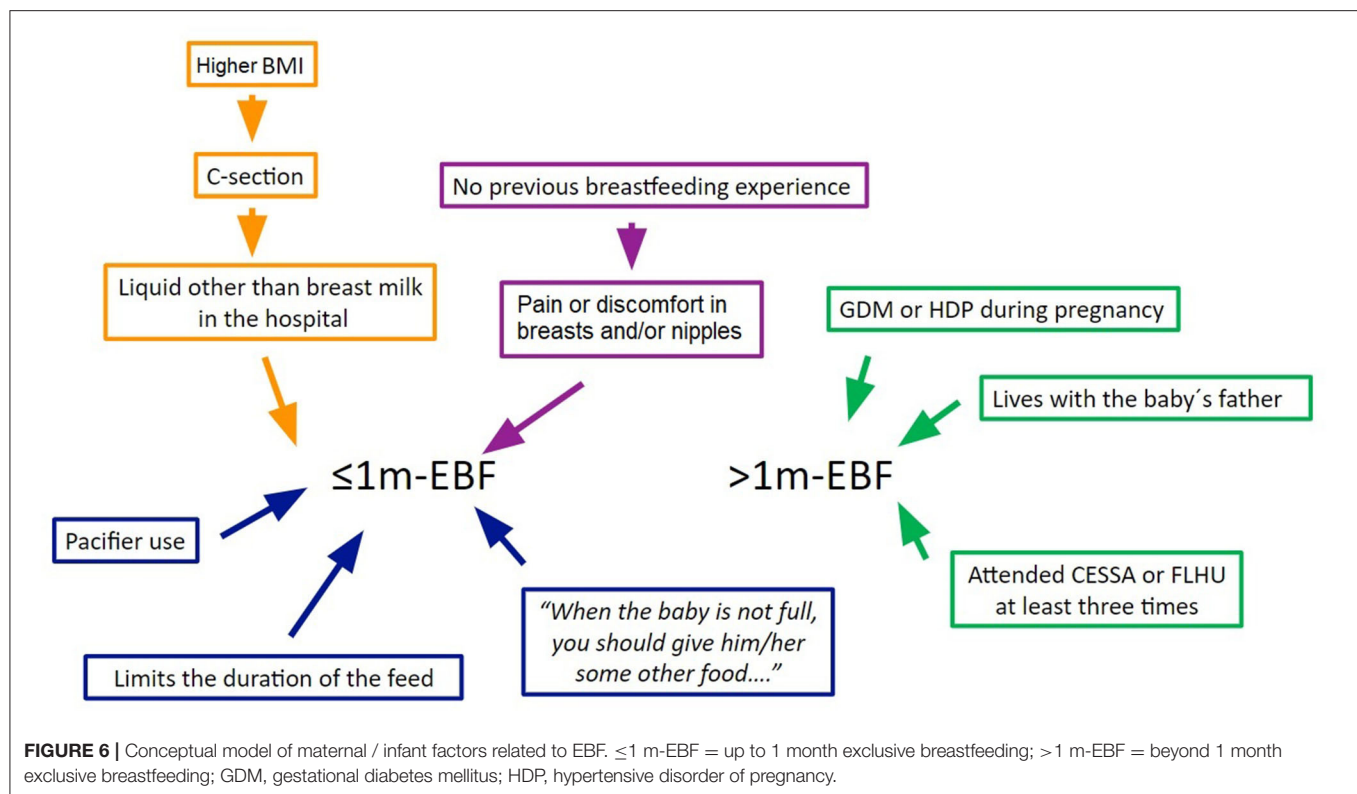 Higher BMI
C-section
Liquid other than breast milk
in the hospital
No previous breastfeeding experience
Pain or discomfort in
breasts and/or nipples
GDM or HDP during pregnancy
Lives with the baby´s father
≤1m-EBF
>1m-EBF
Pacifier use
Limits the duration of the feed
“When the baby is not full,
you should give him/her
some other food....”
Attended CESSA or FLHU
at least three times
FIGURE 6 | Conceptual model of maternal / infant factors related to EBF. ≤1 m-EBF = up to 1 month exclusive breastfeeding; >1 m-EBF = beyond 1 month
exclusive breastfeeding; GDM, gestational diabetes mellitus; HDP, hypertensive disorder of pregnancy.